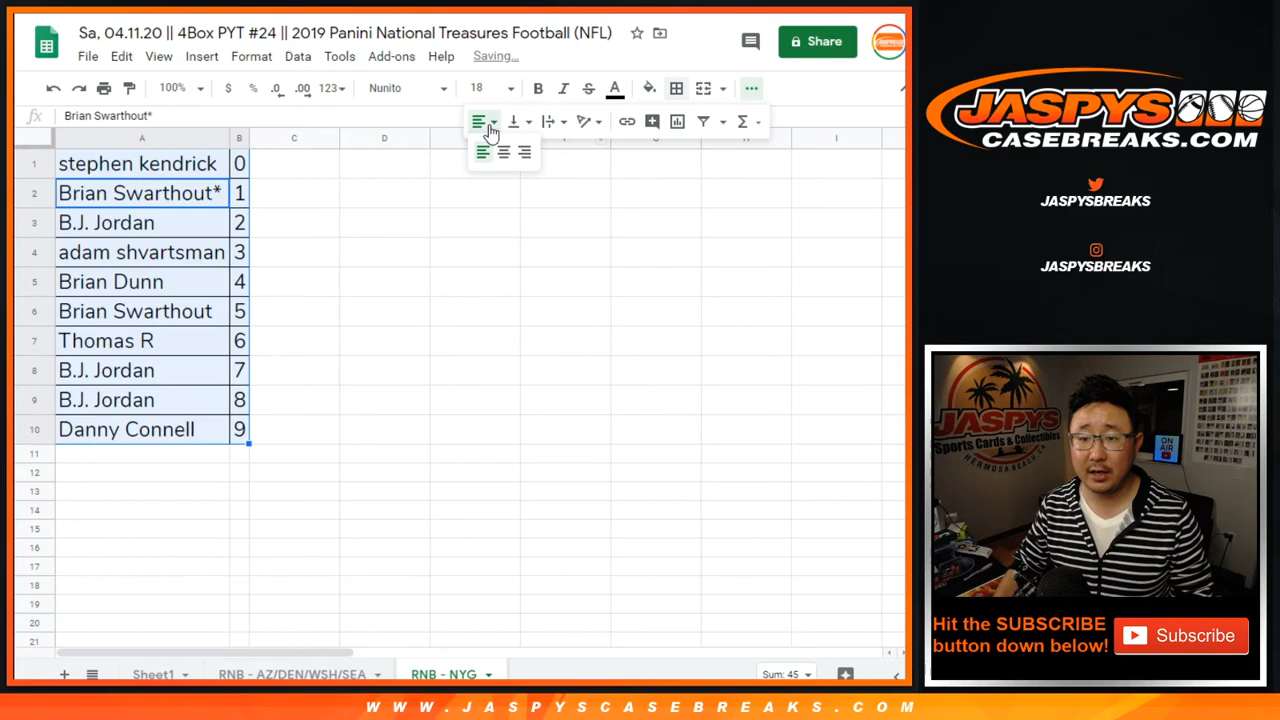 Sa, 04.11.20 || 4Box PYT #24 || 2019 Panini National Treasures Football (NFL)
File Edit View Insert Format Data Tools Add-ons Help Saving...
Share
100% $ % .0 .00 123 Nunito 18 B I S A
fx Brian Swarthout*
A B C D H I
1 stephen kendrick 0
2 Brian Swarthout* 1
3 B.J. Jordan 2
4 adam shvartsman 3
5 Brian Dunn 4
6 Brian Swarthout 5
7 Thomas R 6
8 B.J. Jordan 7
9 B.J. Jordan 8
10 Danny Connell 9
11
12
13
14
15
16
17
18
19
20
21
Sheet1 RNB - AZ/DEN/WSH/SEA RNB - NYG Sum: 45
JASPYS
CASEBREAKS.COM
JASPYSBREAKS
JASPYSBREAKS
JASPYS
Sports Cards & Collectibles
HERMOSA BEACH, CA
ON AIR
Hit the SUBSCRIBE
button down below!
Subscribe
WWW.JASPYSCASEBREAKS.COM